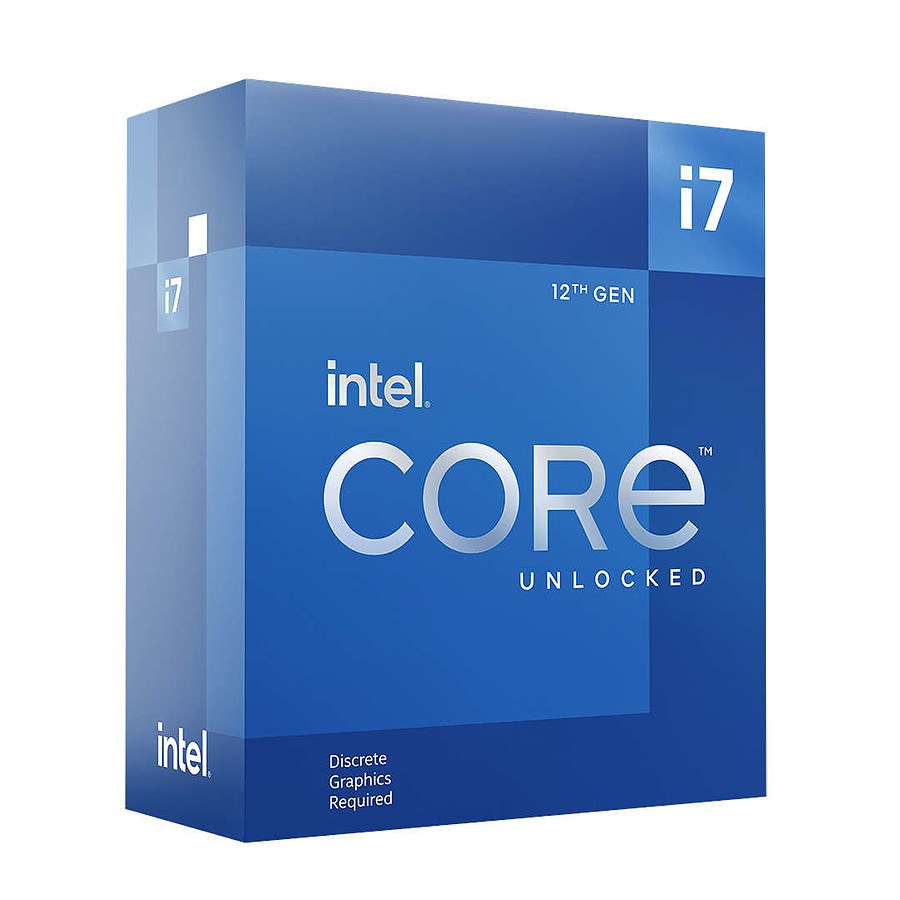 i7
12TH GEN
intel®
CORE™
UNLOCKED
Discrete
Graphics
Required
i7
intel®